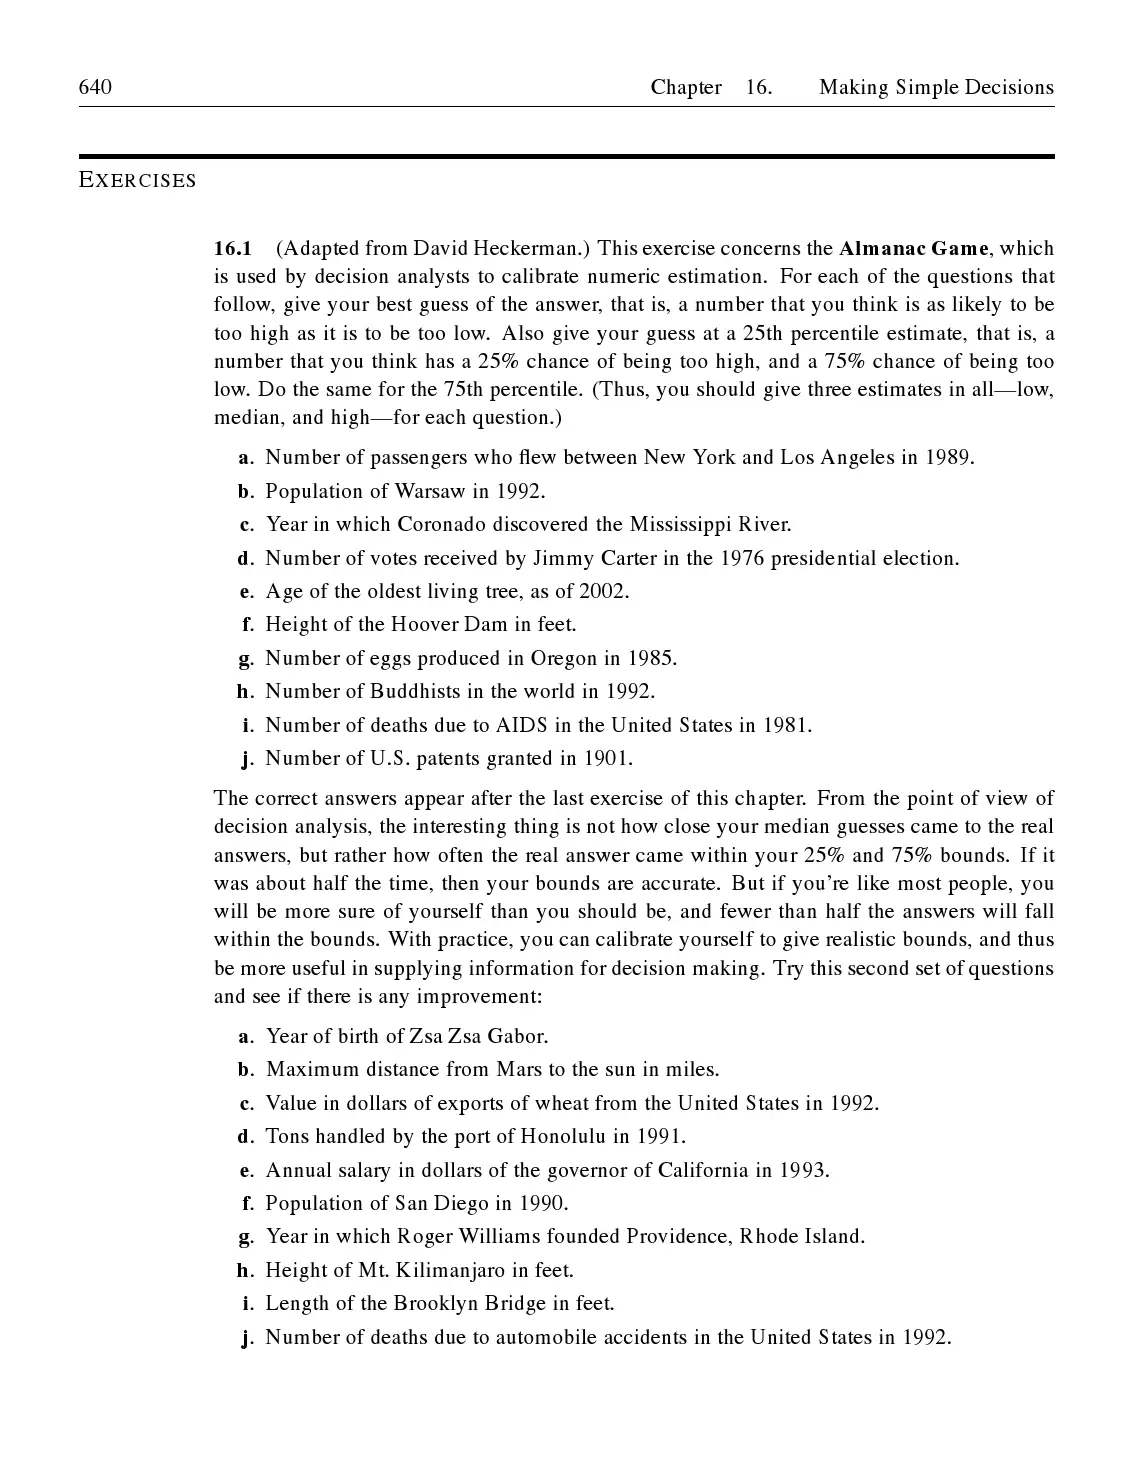 640 Chapter 16. Making Simple Decisions
EXERCISES
16.1 (Adapted from David Heckerman.) This exercise concerns the Almanac Game, which
is used by decision analysts to calibrate numeric estimation. For each of the questions that
follow, give your best guess of the answer, that is, a number that you think is as likely to be
too high as it is to be too low. Also give your guess at a 25th percentile estimate, that is, a
number that you think has a 25% chance of being too high, and a 75% chance of being too
low. Do the same for the 75th percentile. (Thus, you should give three estimates in all—low,
median, and high—for each question.)
a. Number of passengers who flew between New York and Los Angeles in 1989.
b. Population of Warsaw in 1992.
c. Year in which Coronado discovered the Mississippi River.
d. Number of votes received by Jimmy Carter in the 1976 presidential election.
e. Age of the oldest living tree, as of 2002.
f. Height of the Hoover Dam in feet.
g. Number of eggs produced in Oregon in 1985.
h. Number of Buddhists in the world in 1992.
i. Number of deaths due to AIDS in the United States in 1981.
j. Number of U.S. patents granted in 1901.
The correct answers appear after the last exercise of this chapter. From the point of view of
decision analysis, the interesting thing is not how close your median guesses came to the real
answers, but rather how often the real answer came within your 25% and 75% bounds. If it
was about half the time, then your bounds are accurate. But if you're like most people, you
will be more sure of yourself than you should be, and fewer than half the answers will fall
within the bounds. With practice, you can calibrate yourself to give realistic bounds, and thus
be more useful in supplying information for decision making. Try this second set of questions
and see if there is any improvement:
a. Year of birth of Zsa Zsa Gabor.
b. Maximum distance from Mars to the sun in miles.
c. Value in dollars of exports of wheat from the United States in 1992.
d. Tons handled by the port of Honolulu in 1991.
e. Annual salary in dollars of the governor of California in 1993.
f. Population of San Diego in 1990.
g. Year in which Roger Williams founded Providence, Rhode Island.
h. Height of Mt. Kilimanjaro in feet.
i. Length of the Brooklyn Bridge in feet.
j. Number of deaths due to automobile accidents in the United States in 1992.